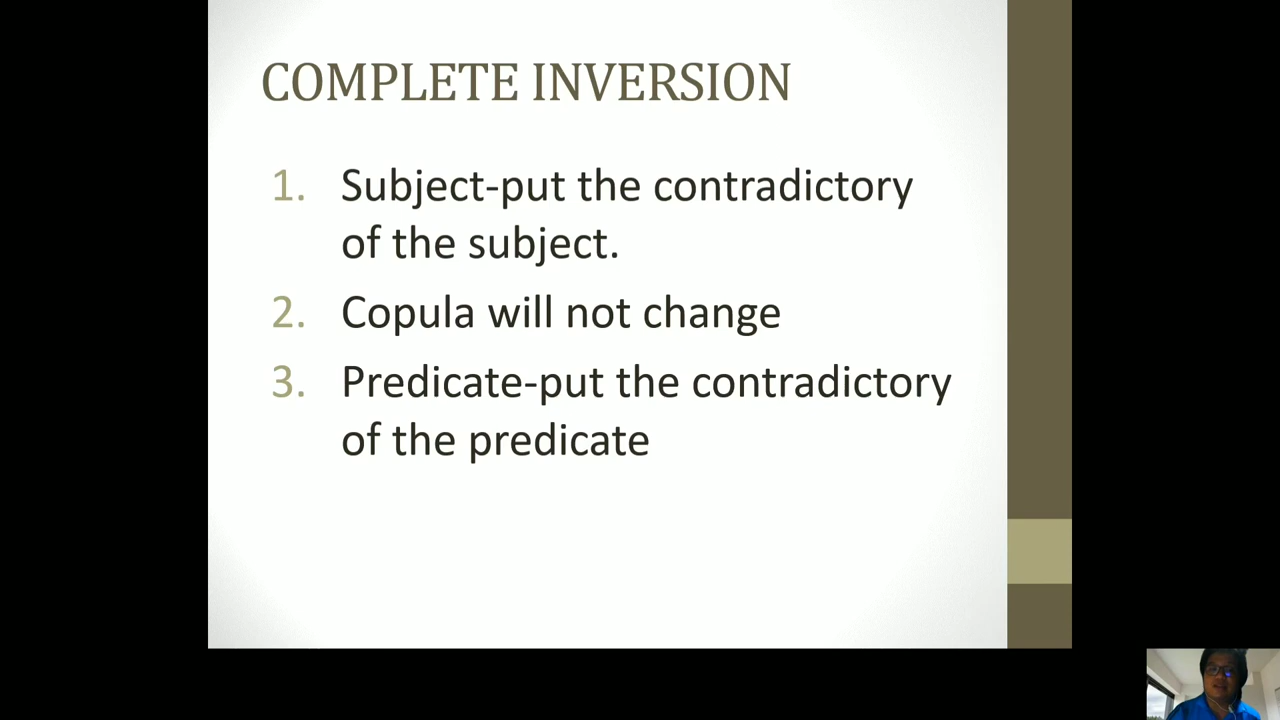 COMPLETE INVERSION
1. Subject-put the contradictory
of the subject.
2. Copula will not change
3. Predicate-put the contradictory
of the predicate